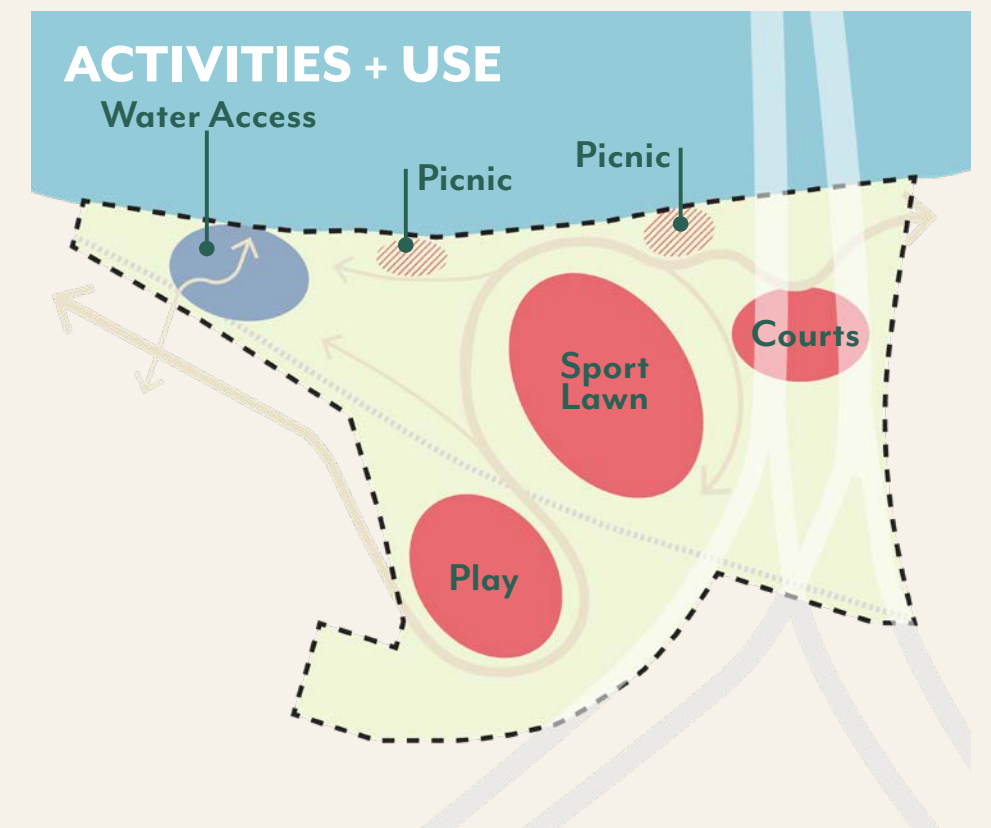 ACTIVITIES + USE
Water Access
Picnic
Picnic
Courts
Sport
Lawn
Play